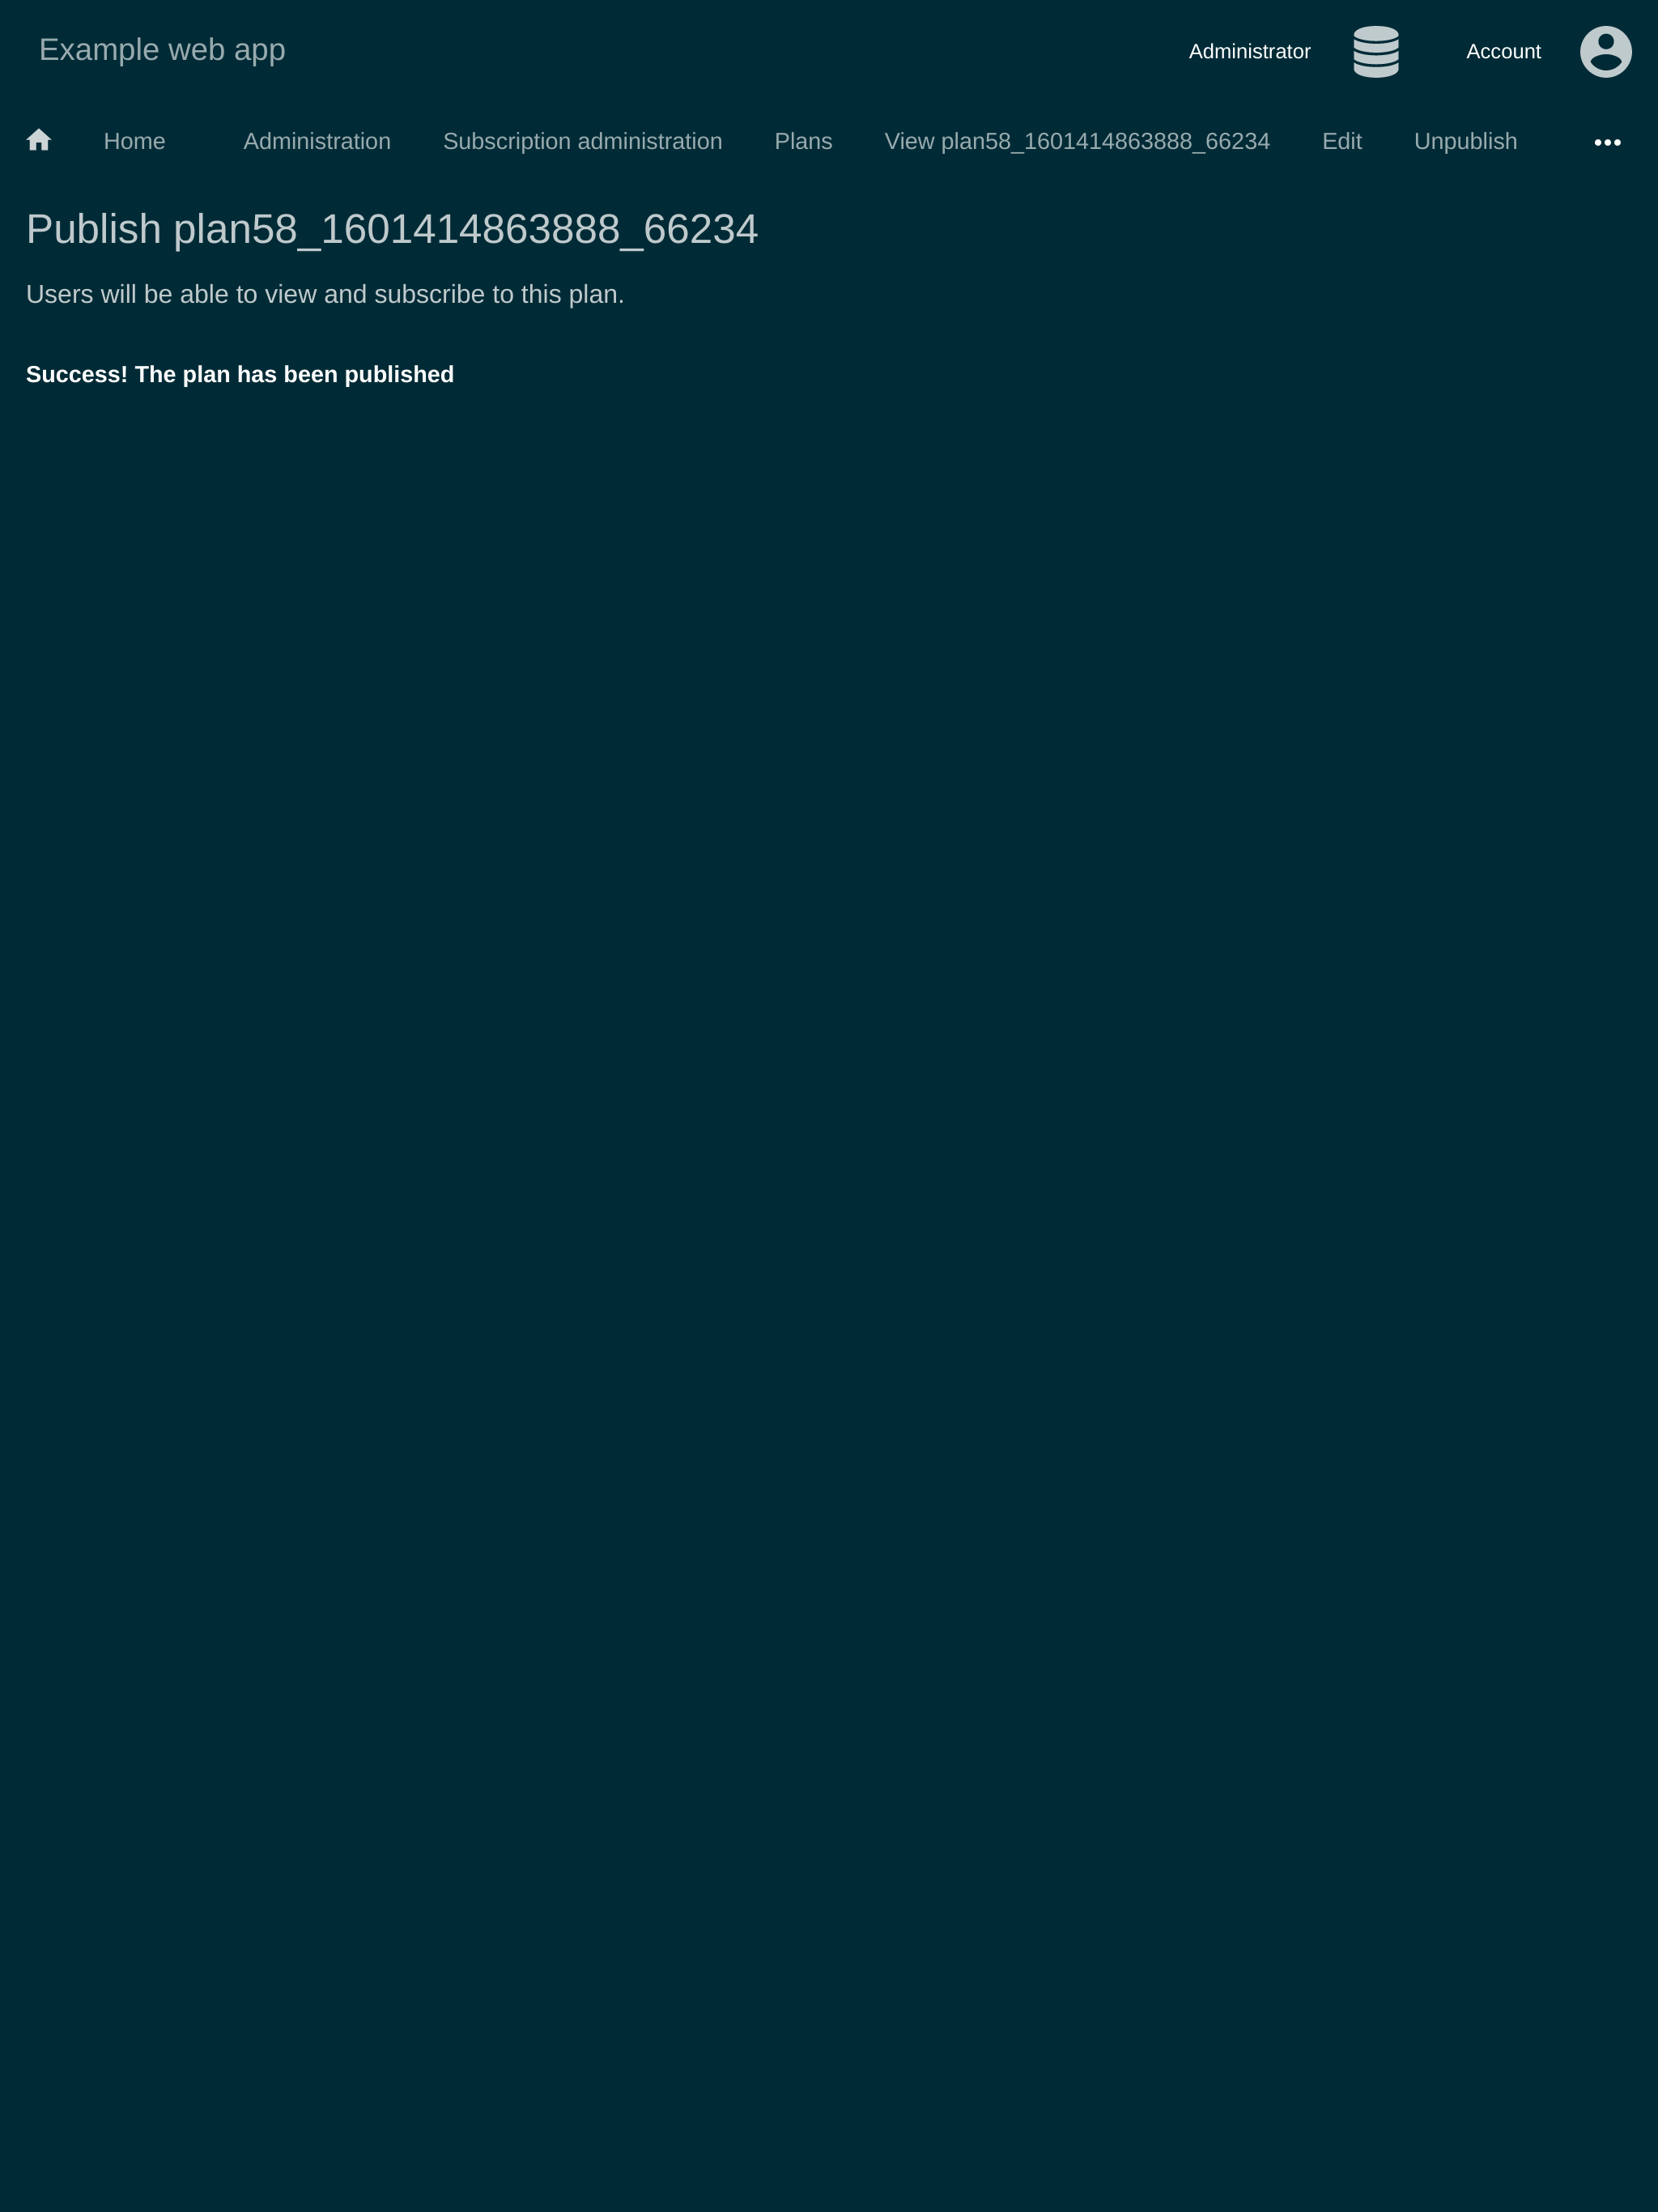 Example web app
Administrator
Account
Home Administration Subscription administration Plans View plan58_1601414863888_66234 Edit Unpublish
Publish plan58_1601414863888_66234
Users will be able to view and subscribe to this plan.
Success! The plan has been published